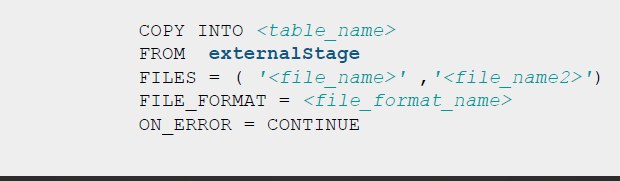 COPY INTO <table_name>
FROM externalStage
FILES = ( '<file_name>' ,'<file_name2>')
FILE_FORMAT = <file_format_name>
ON_ERROR = CONTINUE